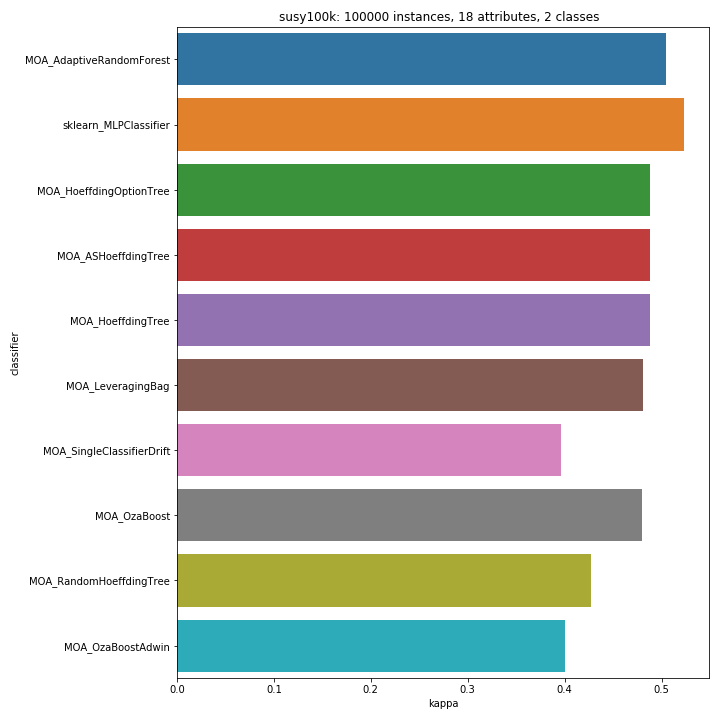 susy100k: 100000 instances, 18 attributes, 2 classes
MOA_AdaptiveRandomForest
sklearn_MLPClassifier
MOA_HoeffdingOptionTree
MOA_ASHoeffdingTree
MOA_HoeffdingTree
classifier
MOA_LeveragingBag
MOA_SingleClassifierDrift
MOA_OzaBoost
MOA_RandomHoeffdingTree
MOA_OzaBoostAdwin
0.0 0.1 0.2 0.3 0.4 0.5
kappa